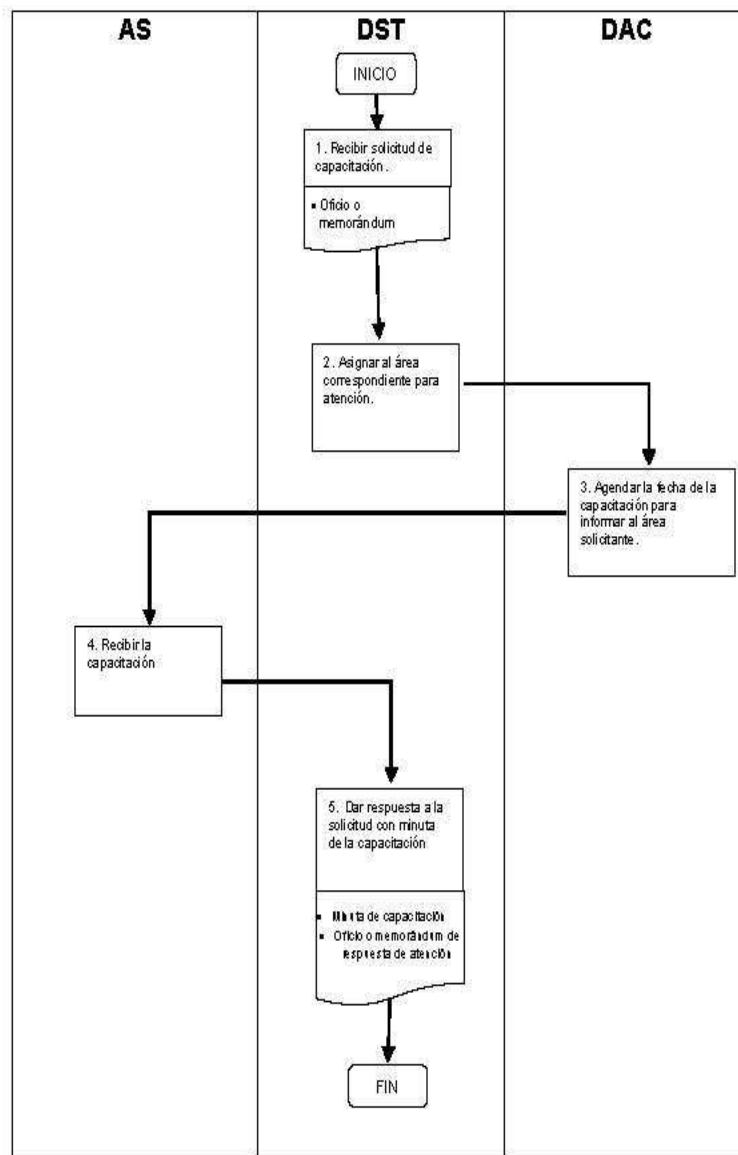 AS
DST
DAC
INICIO
1. Recibir solicitud de
capacitación.
▪ Oficio o
memorándum
2. Asignar al área
correspondiente para
atención.
3. Agendar la fecha de la
capacitación para
informar al área
solicitante.
4. Recibir la
capacitación
5. Dar respuesta a la
solicitud con minuta
de la capacitación
▪ Minuta de capacitación
▪ Oficio o memorándum de
respuesta de atención
FIN